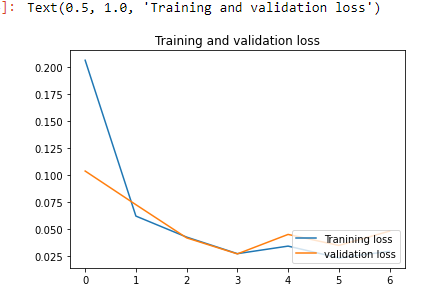 ]: Text(0.5, 1.0, 'Training and validation loss')
Training and validation loss
0.200
0.175
0.150
0.125
0.100
0.075
0.050
0.025
Tranining loss
validation loss
0 1 2 3 4 5 6